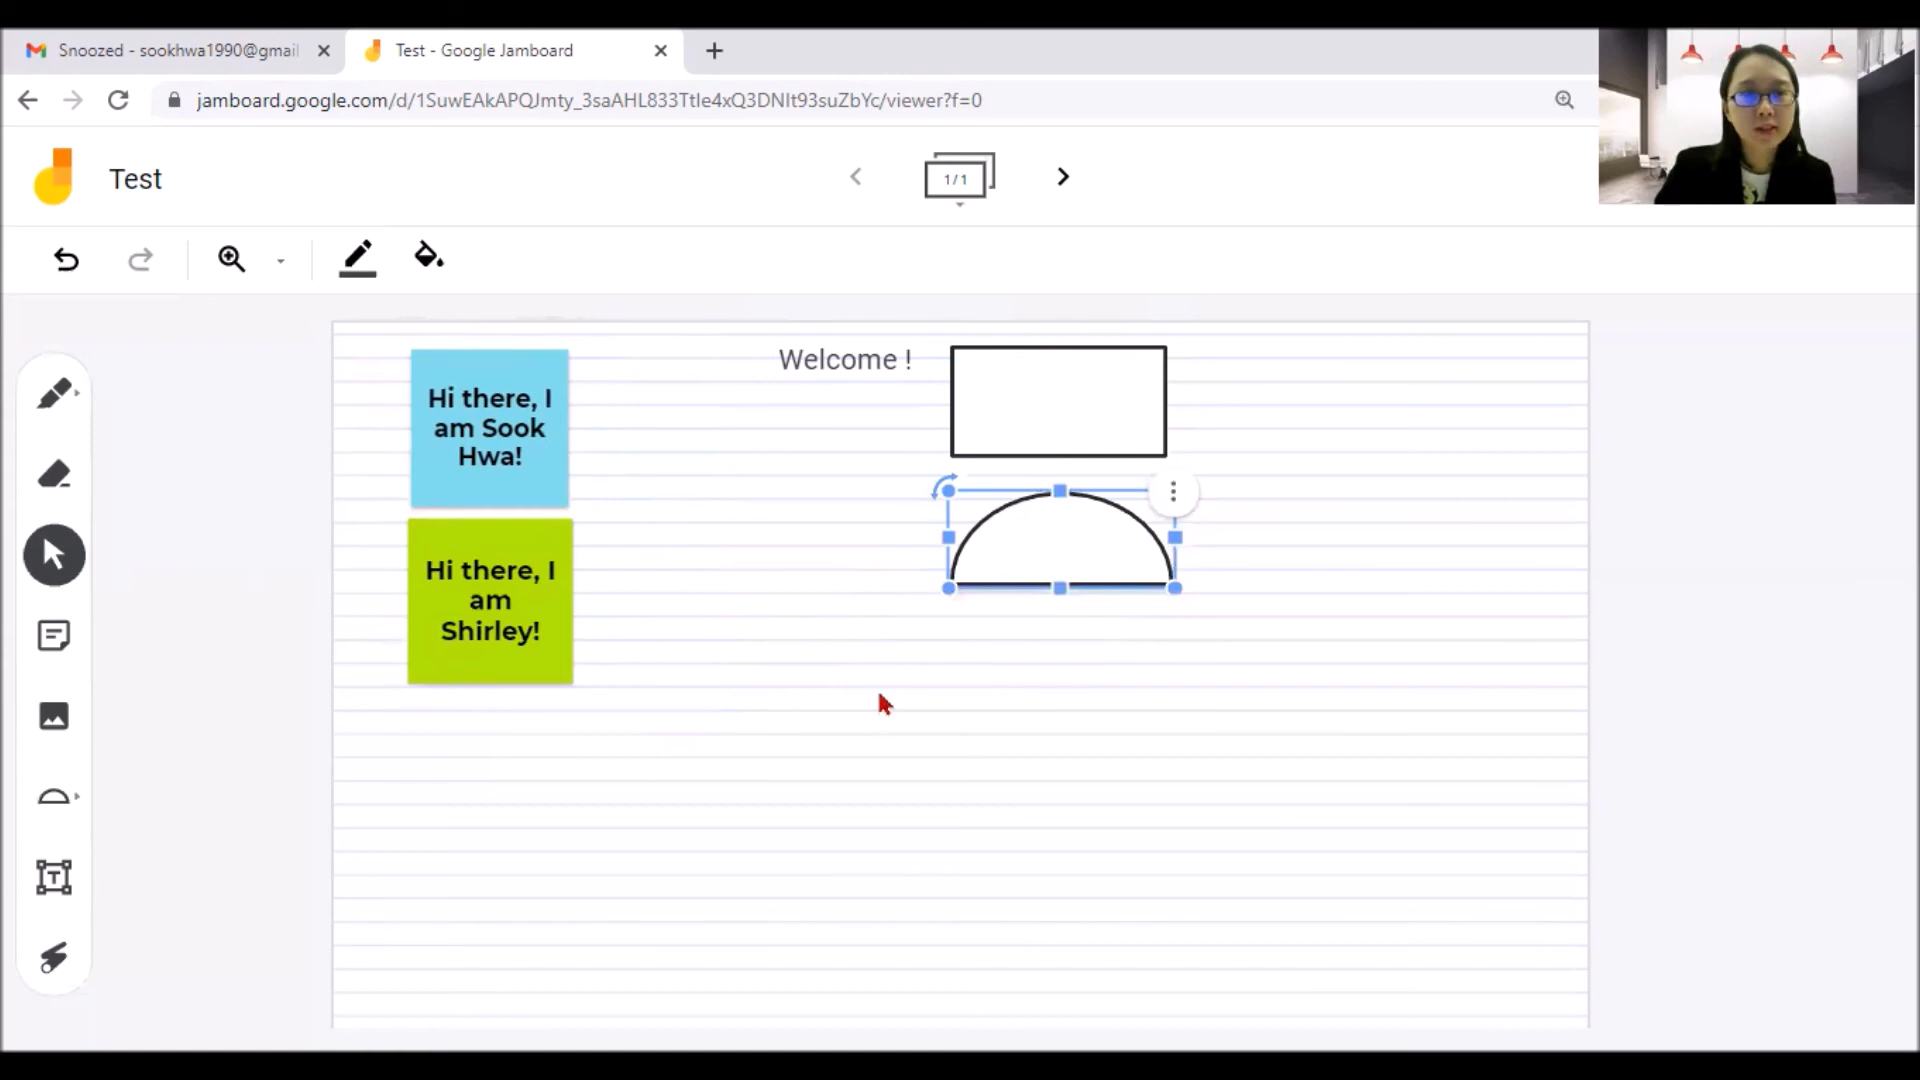 Snoozed - sookhwa1990@gmail
Test - Google Jamboard
jamboard.google.com/d/1SuwEAkAPQJmty_3saAHL833Ttle4xQ3DNIt93suZbYc/viewer?f=0
Test
1/1
Welcome !
Hi there, I
am Sook
Hwa!
Hi there, I
am
Shirley!